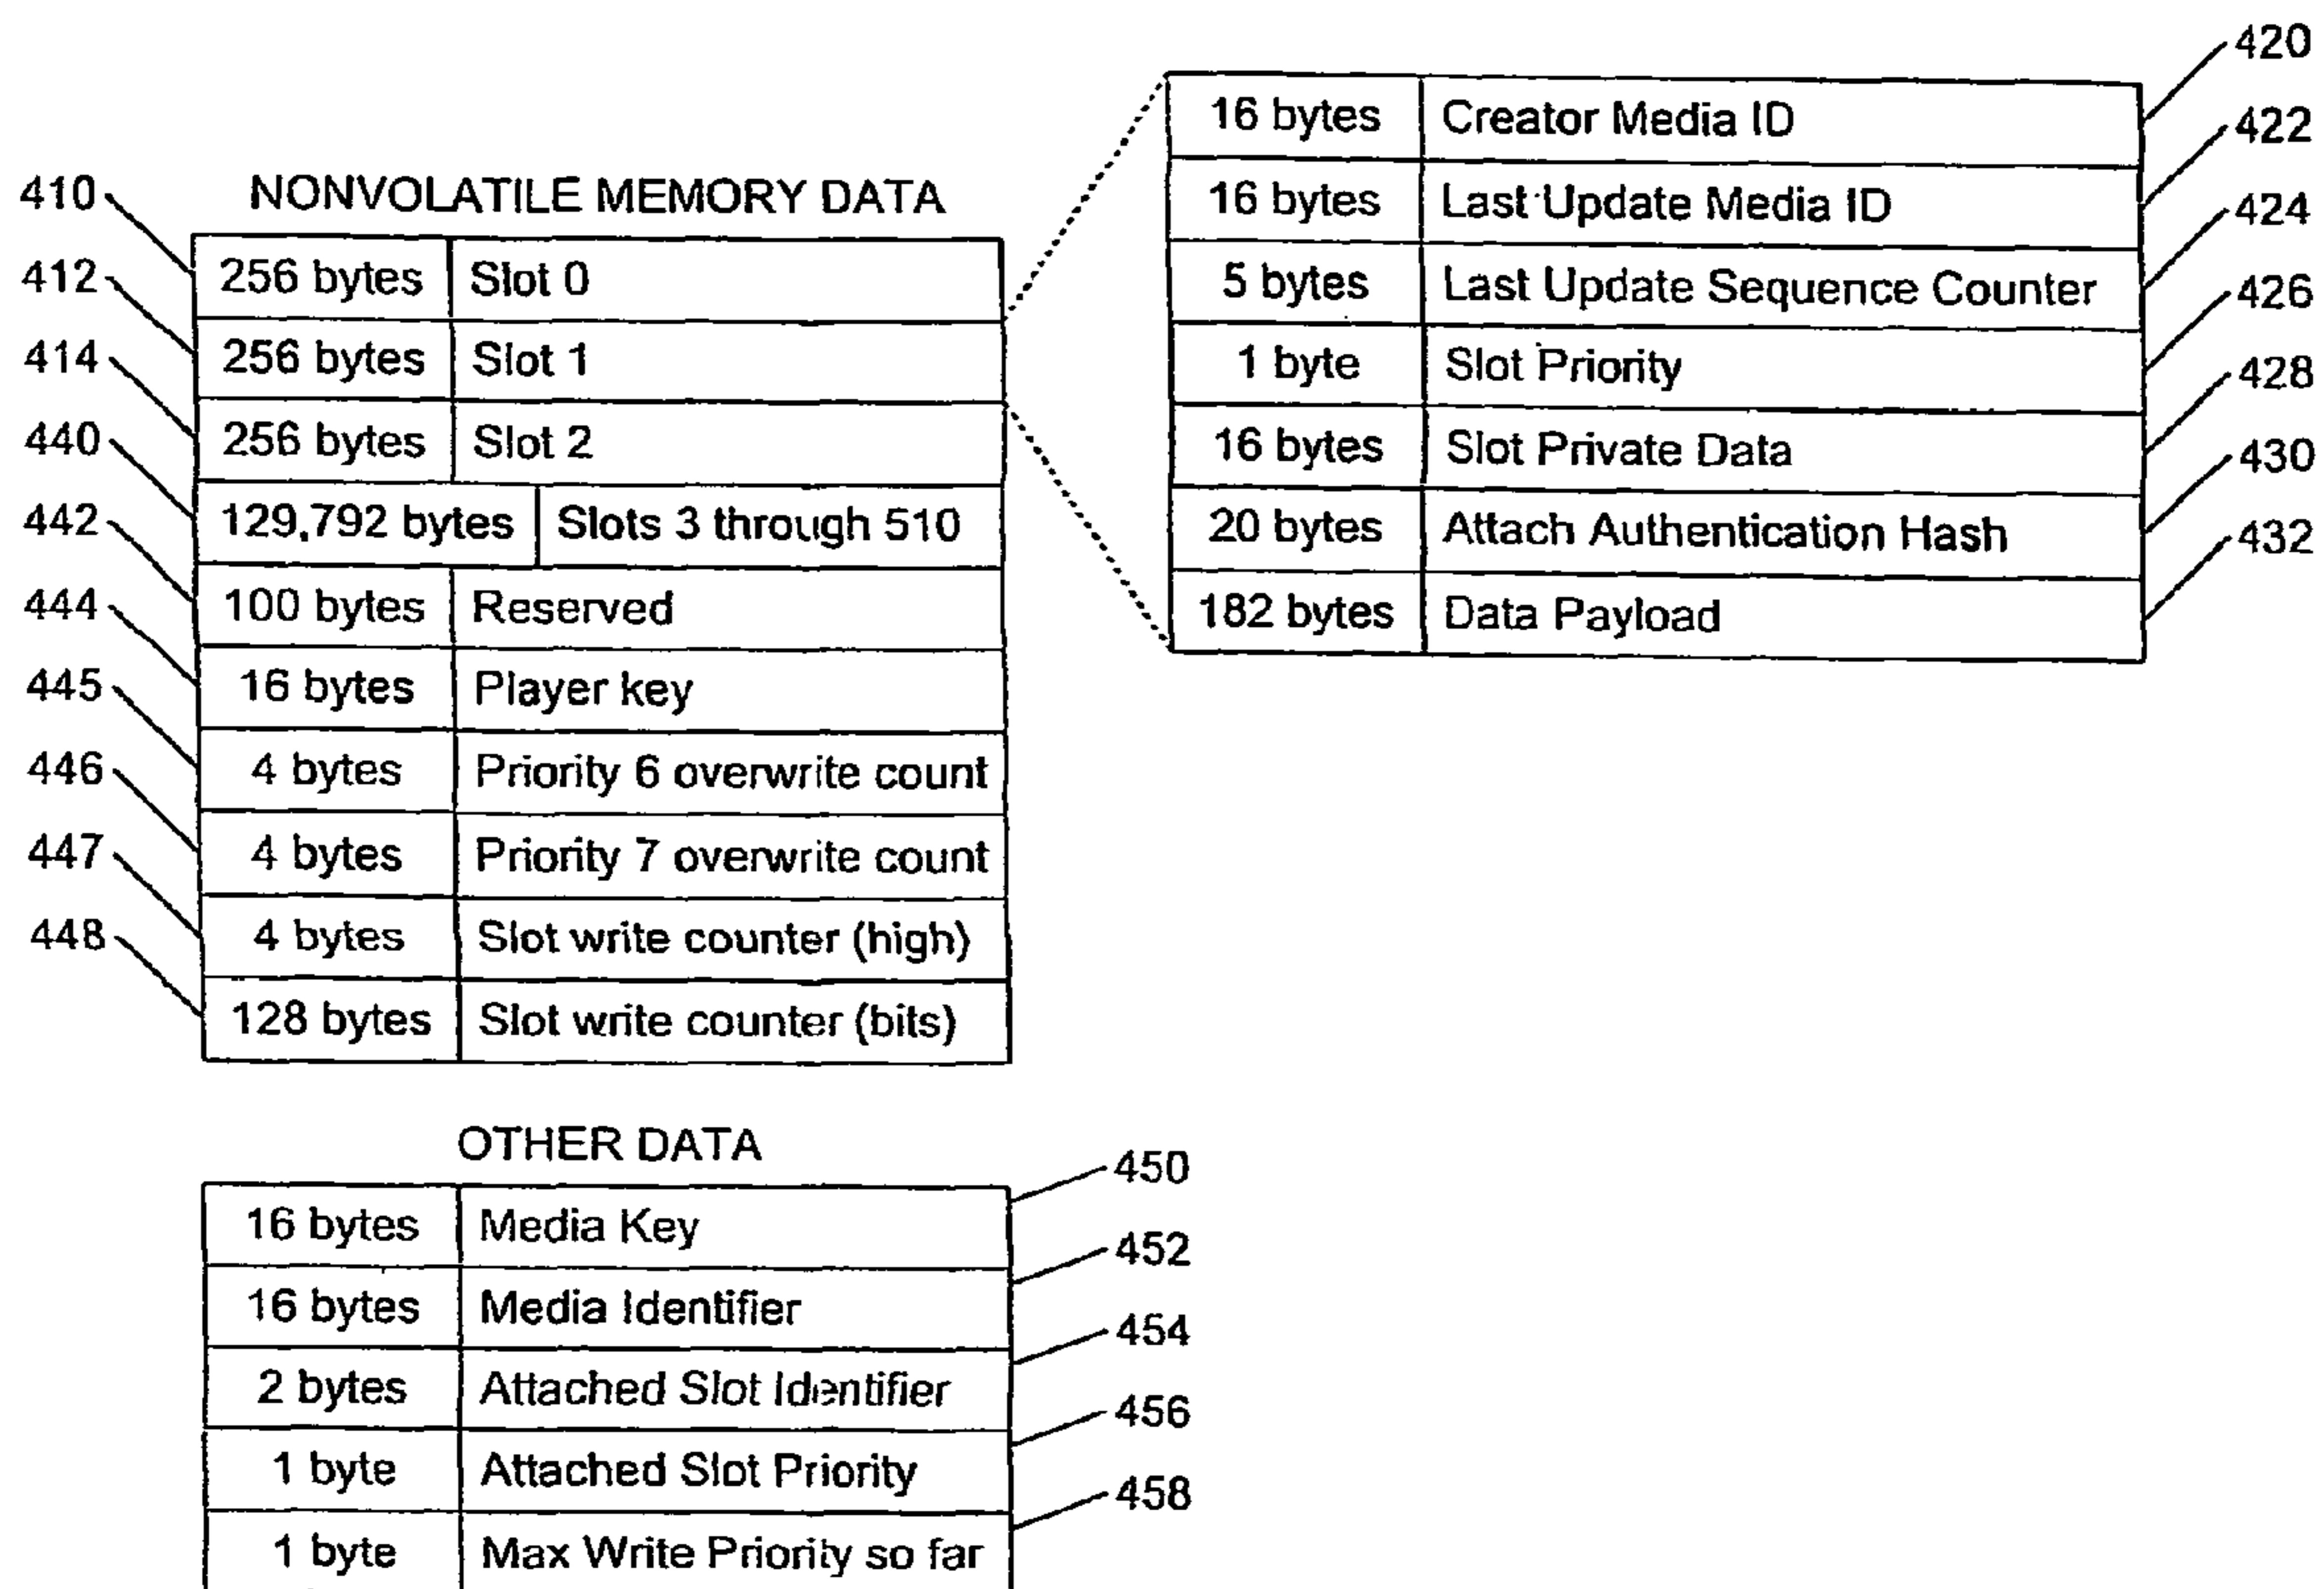 NONVOLATILE MEMORY DATA
410
256 bytes Slot 0
412
256 bytes Slot 1
414
256 bytes Slot 2
440
129,792 bytes Slots 3 through 510
442
100 bytes Reserved
444
16 bytes Player key
445
4 bytes Priority 6 overwrite count
446
4 bytes Priority 7 overwrite count
447
4 bytes Slot write counter (high)
448
128 bytes Slot write counter (bits)
420
16 bytes Creator Media ID
422
16 bytes Last Update Media ID
424
5 bytes Last Update Sequence Counter
426
1 byte Slot Priority
428
16 bytes Slot Private Data
430
20 bytes Attach Authentication Hash
432
182 bytes Data Payload
OTHER DATA
450
16 bytes Media Key
452
16 bytes Media Identifier
454
2 bytes Attached Slot Identifier
456
1 byte Attached Slot Priority
458
1 byte Max Write Priority so far